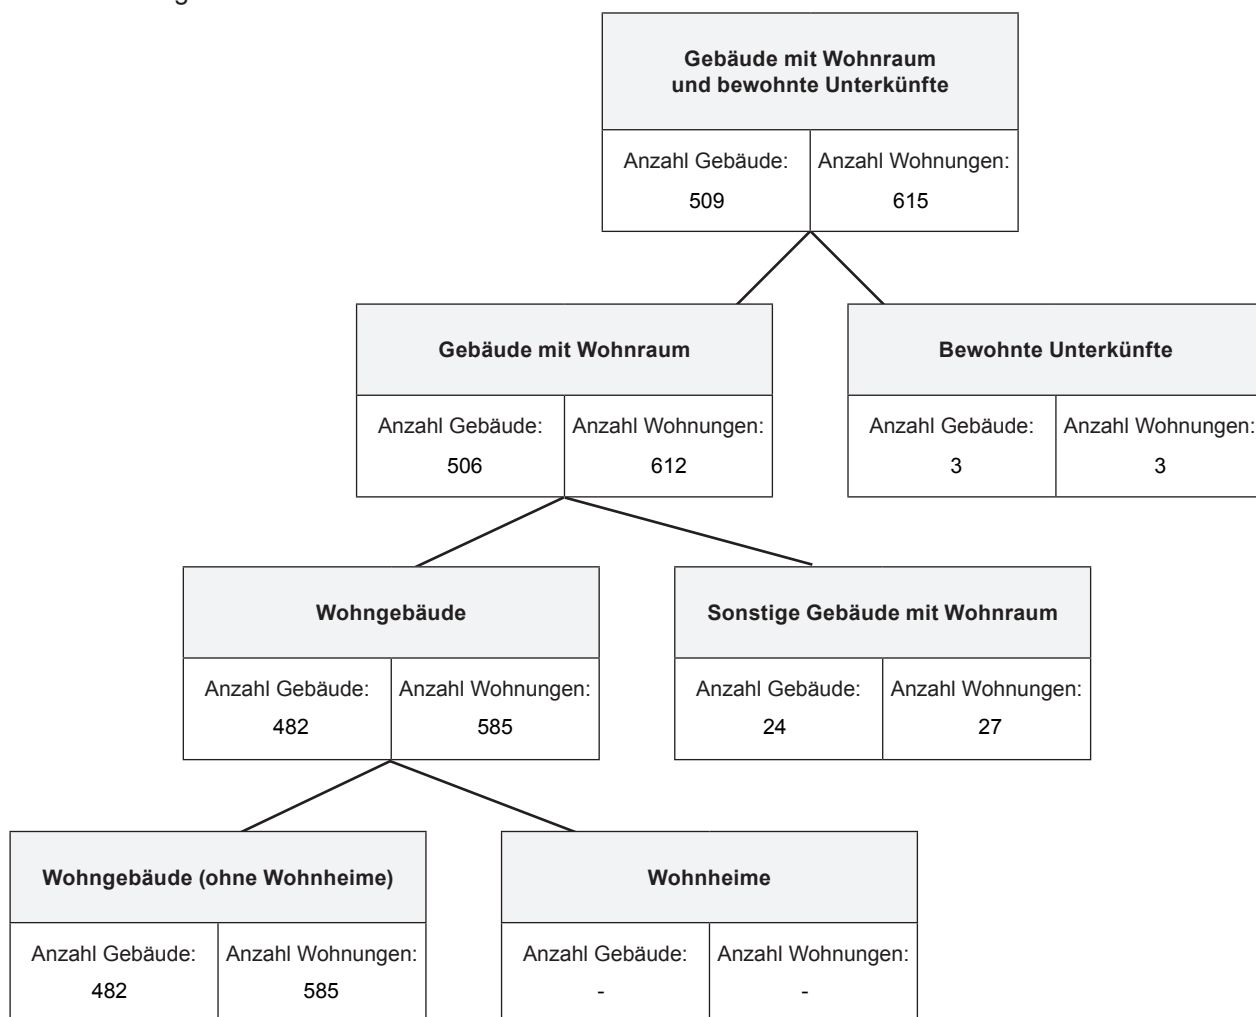 Gebäude mit Wohnraum
und bewohnte Unterkünfte
Anzahl Gebäude: Anzahl Wohnungen:
509 615
Gebäude mit Wohnraum
Anzahl Gebäude: Anzahl Wohnungen:
506 612
Bewohnte Unterkünfte
Anzahl Gebäude: Anzahl Wohnungen:
3 3
Wohngebäude
Anzahl Gebäude: Anzahl Wohnungen:
482 585
Sonstige Gebäude mit Wohnraum
Anzahl Gebäude: Anzahl Wohnungen:
24 27
Wohngebäude (ohne Wohnheime)
Anzahl Gebäude: Anzahl Wohnungen:
482 585
Wohnheime
Anzahl Gebäude: Anzahl Wohnungen:
- -